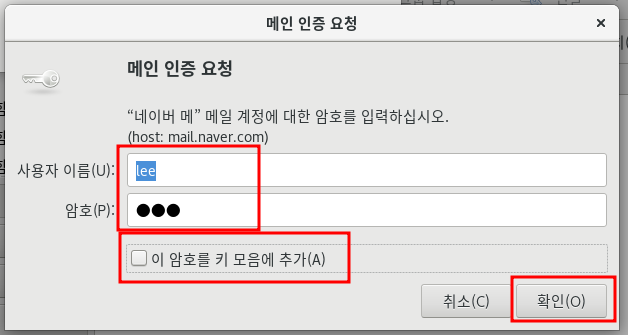 메인 인증 요청
메인 인증 요청
“네이버 메” 메일 계정에 대한 암호를 입력하십시오.
(host: mail.naver.com)
사용자 이름(U): lee
암호(P): ●●●
이 암호를 키 모음에 추가(A)
취소(C) 확인(O)